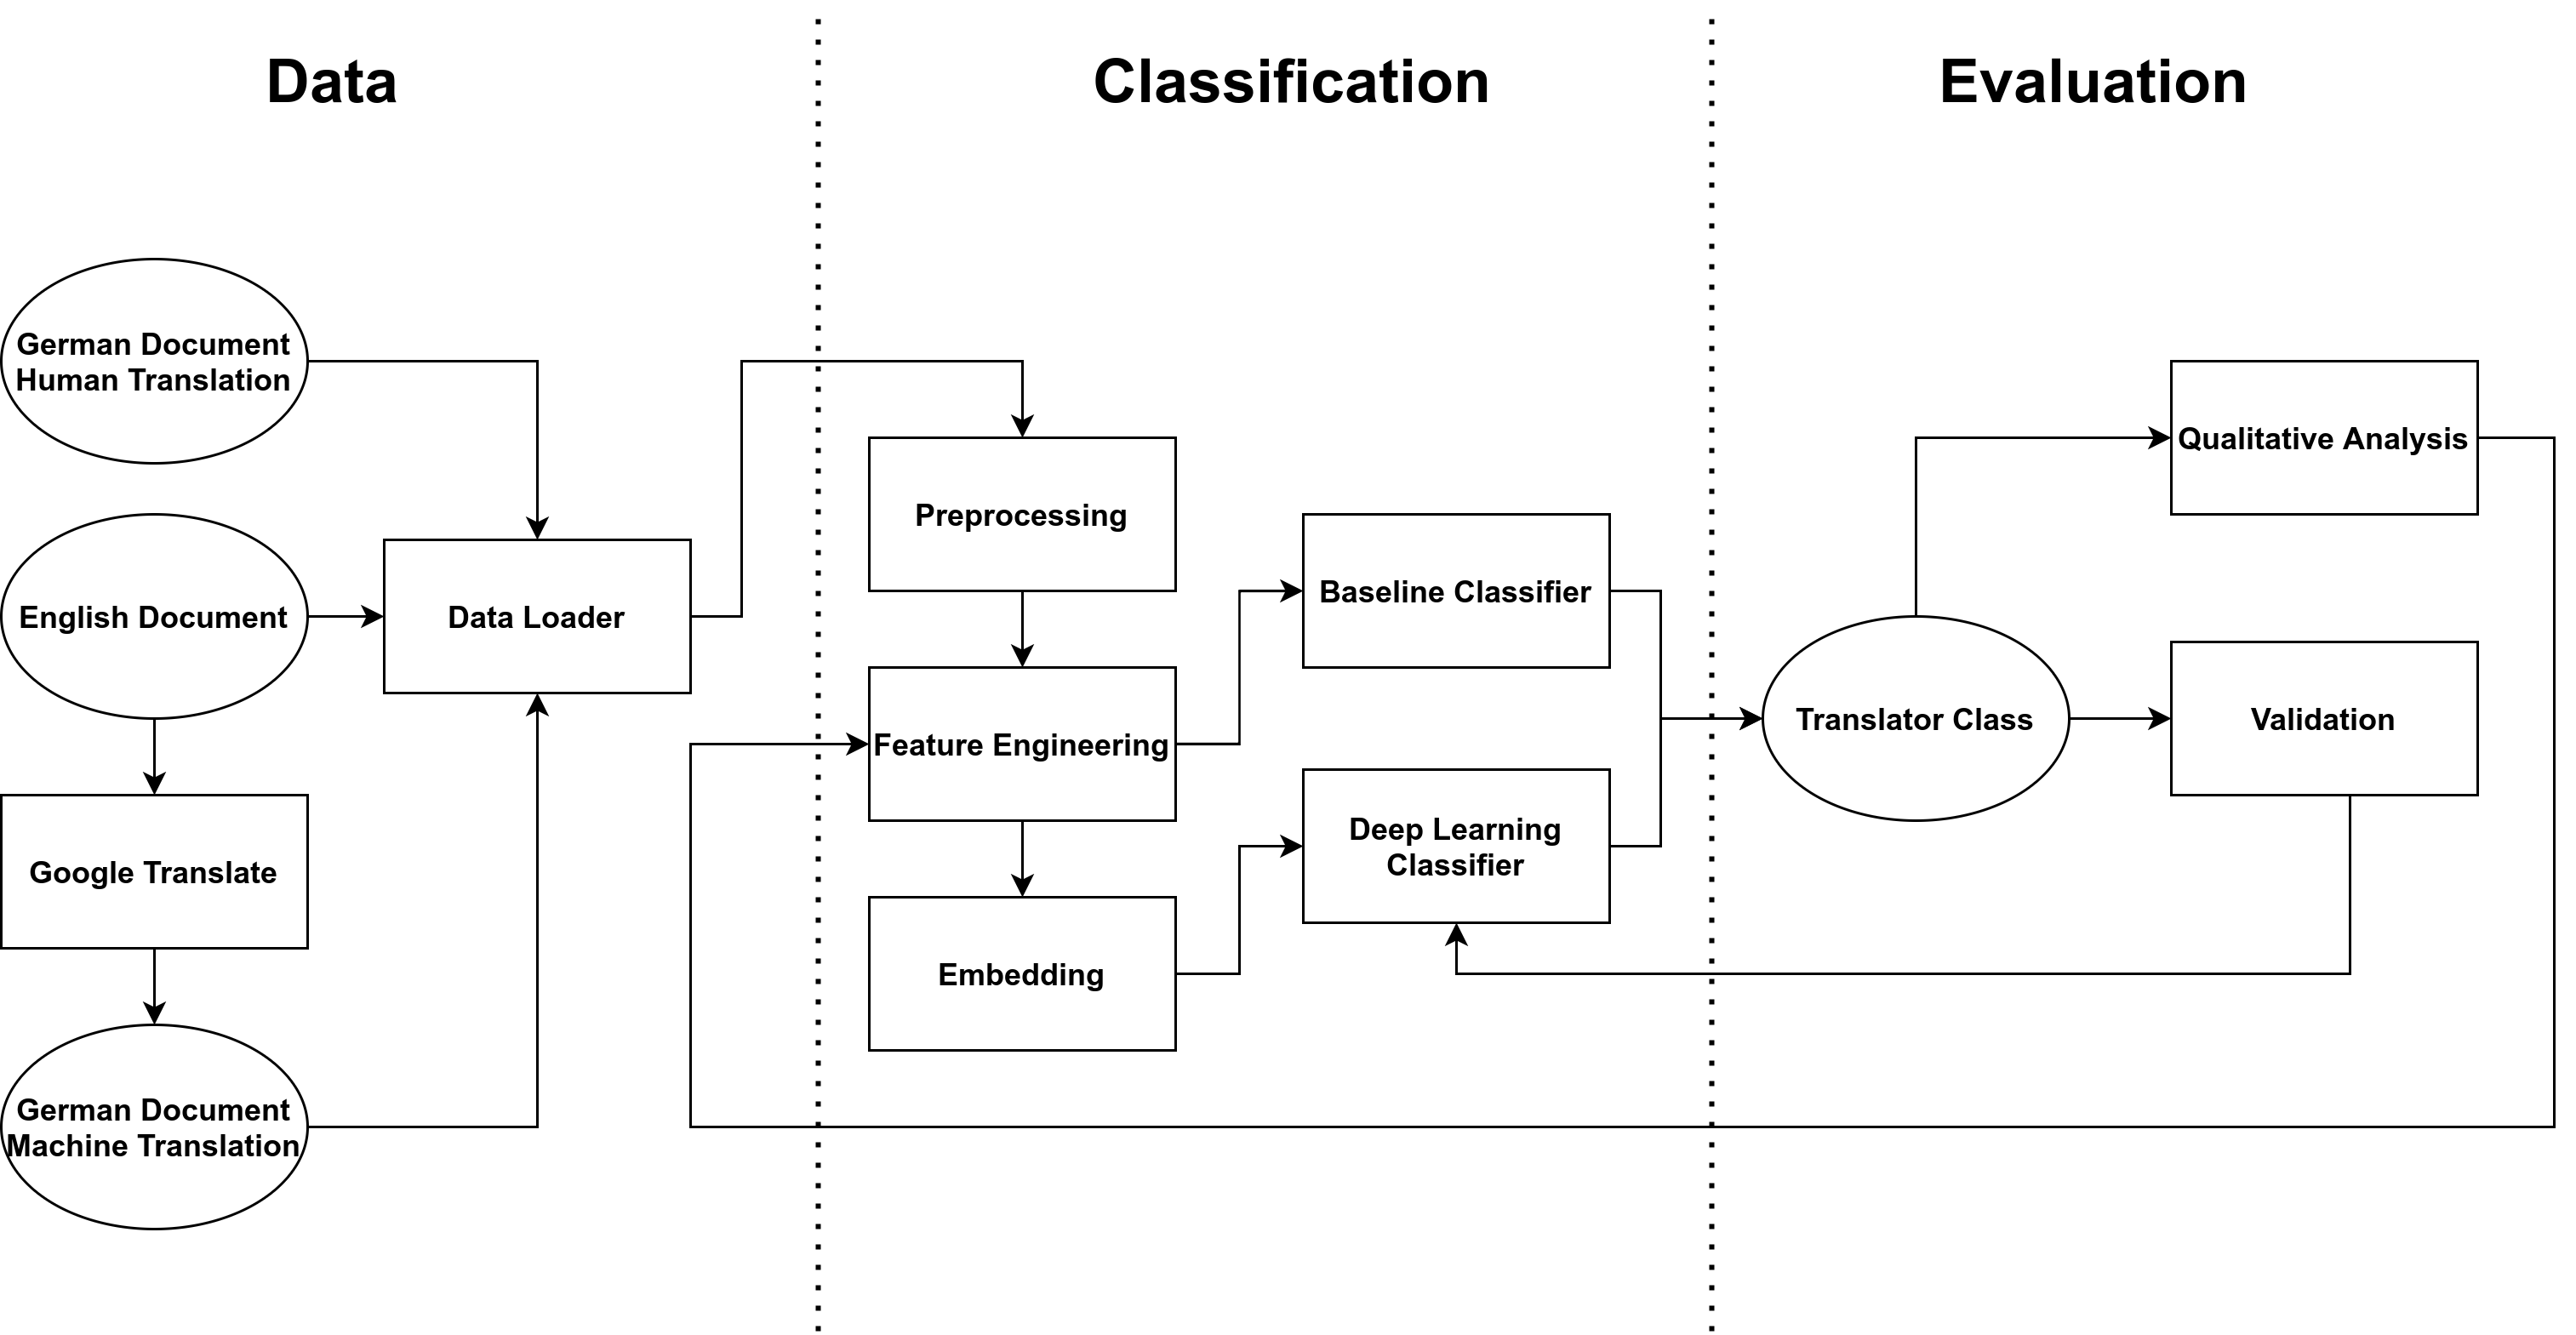 Data
Classification
Evaluation
German Document
Human Translation
English Document
Google Translate
German Document
Machine Translation
Data Loader
Preprocessing
Feature Engineering
Embedding
Baseline Classifier
Deep Learning
Classifier
Translator Class
Qualitative Analysis
Validation